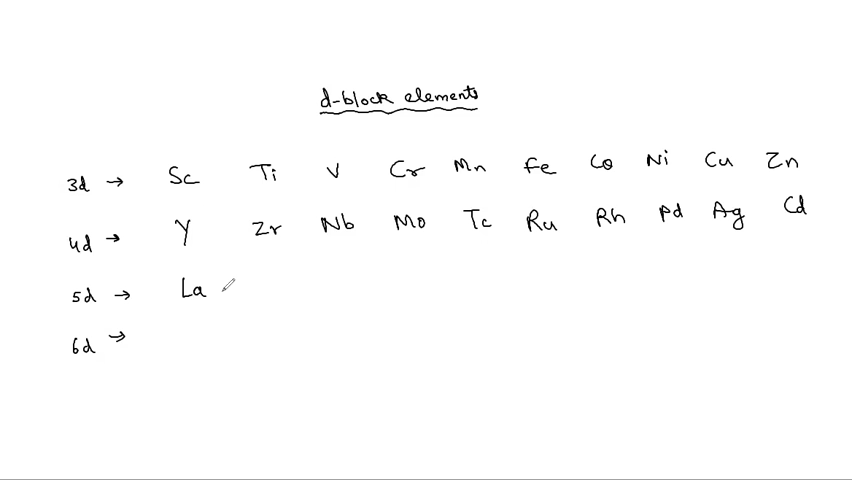 d-block elements
3d → Sc Ti V Cr Mn Fe Co Ni Cu Zn
4d → Y Zr Nb Mo Tc Ru Rh Pd Ag Cd
5d → La
6d →